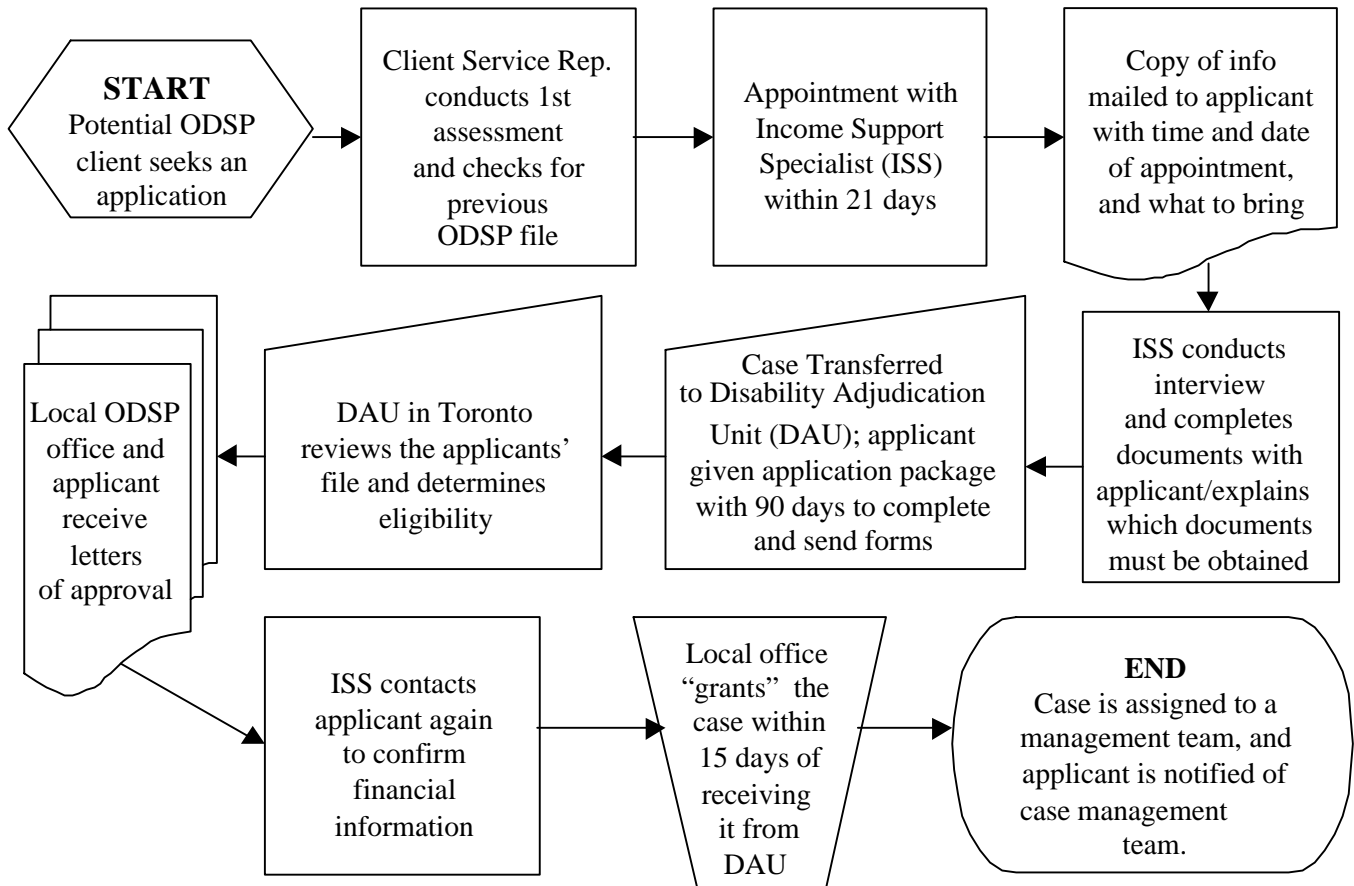 START
Potential ODSP
client seeks an
application
Client Service Rep.
conducts 1st
assessment
and checks for
previous
ODSP file
Appointment with
Income Support
Specialist (ISS)
within 21 days
Copy of info
mailed to applicant
with time and date
of appointment,
and what to bring
ISS conducts
interview
and completes
documents with
applicant/explains
which documents
must be obtained
Case Transferred
to Disability Adjudication
Unit (DAU); applicant
given application package
with 90 days to complete
and send forms
DAU in Toronto
reviews the applicants’
file and determines
eligibility
Local ODSP
office and
applicant
receive
letters
of approval
ISS contacts
applicant again
to confirm
financial
information
Local office
“grants” the
case within
15 days of
receiving
it from
DAU
END
Case is assigned to a
management team, and
applicant is notified of
case management
team.